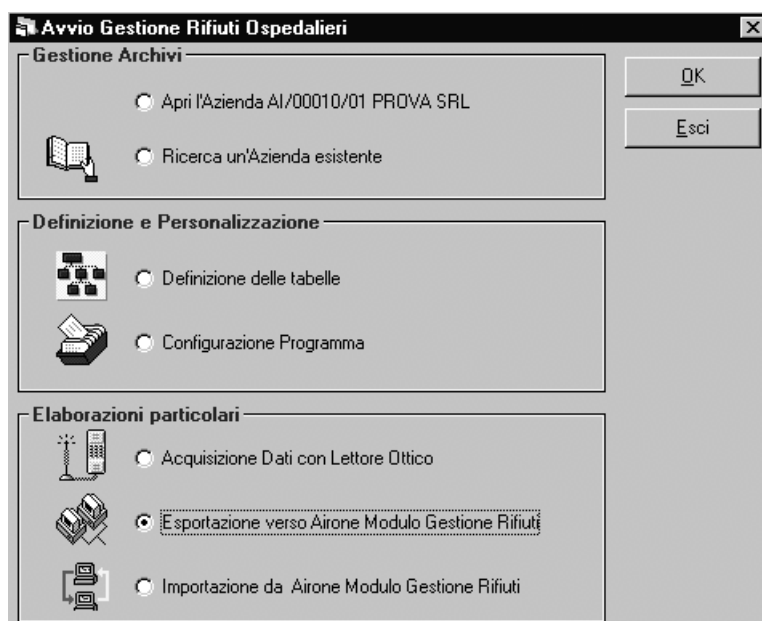 Avvio Gestione Rifiuti Ospedalieri
Gestione Archivi
OK
Apri l'Azienda AI/00010/01 PROVA SRL
Esci
Ricerca un'Azienda esistente
Definizione e Personalizzazione
Definizione delle tabelle
Configurazione Programma
Elaborazioni particolari
Acquisizione Dati con Lettore Ottico
Esportazione verso Airone Modulo Gestione Rifiuti
Importazione da Airone Modulo Gestione Rifiuti